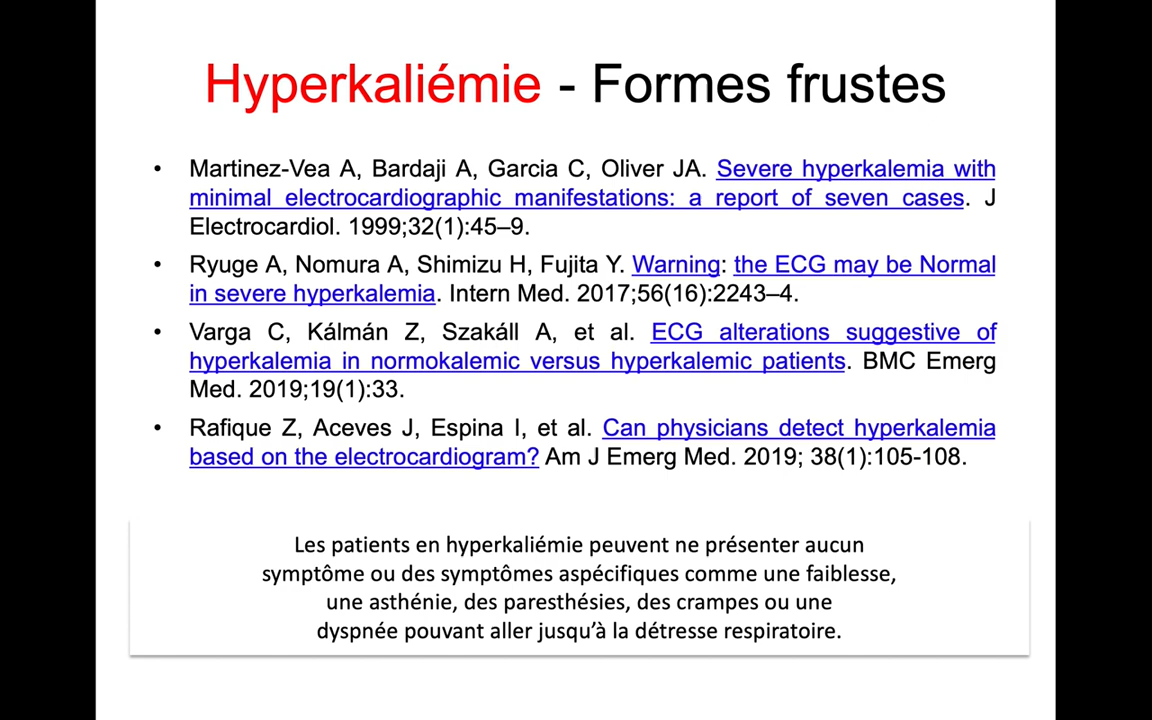 Hyperkaliémie - Formes frustes
• Martinez-Vea A, Bardaji A, Garcia C, Oliver JA. Severe hyperkalemia with
minimal electrocardiographic manifestations: a report of seven cases. J
Electrocardiol. 1999;32(1):45–9.
• Ryuge A, Nomura A, Shimizu H, Fujita Y. Warning: the ECG may be Normal
in severe hyperkalemia. Intern Med. 2017;56(16):2243–4.
• Varga C, Kálmán Z, Szakáll A, et al. ECG alterations suggestive of
hyperkalemia in normokalemic versus hyperkalemic patients. BMC Emerg
Med. 2019;19(1):33.
• Rafique Z, Aceves J, Espina I, et al. Can physicians detect hyperkalemia
based on the electrocardiogram? Am J Emerg Med. 2019; 38(1):105-108.
Les patients en hyperkaliémie peuvent ne présenter aucun
symptôme ou des symptômes aspécifiques comme une faiblesse,
une asthénie, des paresthésies, des crampes ou une
dyspnée pouvant aller jusqu’à la détresse respiratoire.